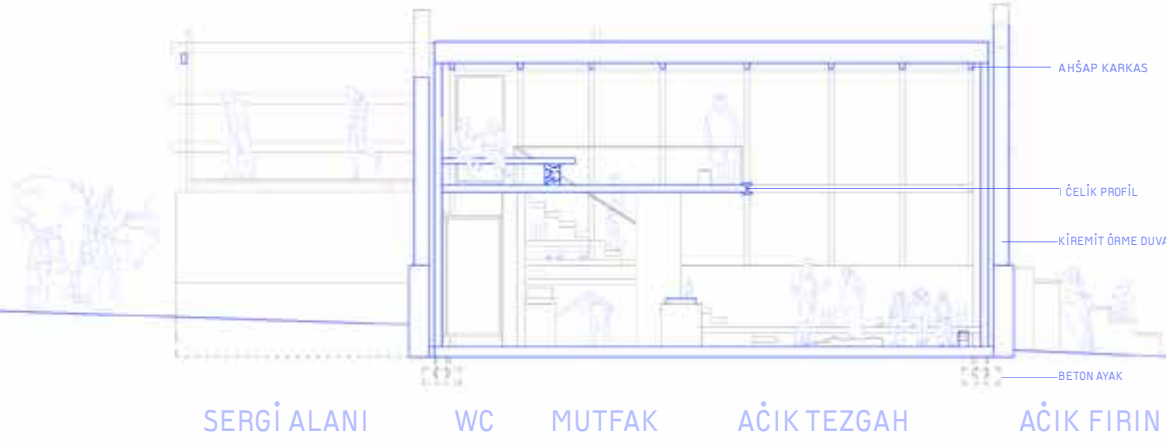 AHŞAP KARKAS
I ÇELİK PROFİL
KİREMİT ÖRME DUVA
BETON AYAK
SERGİ ALANI WC MUTFAK AÇIK TEZGAH AÇIK FIRIN